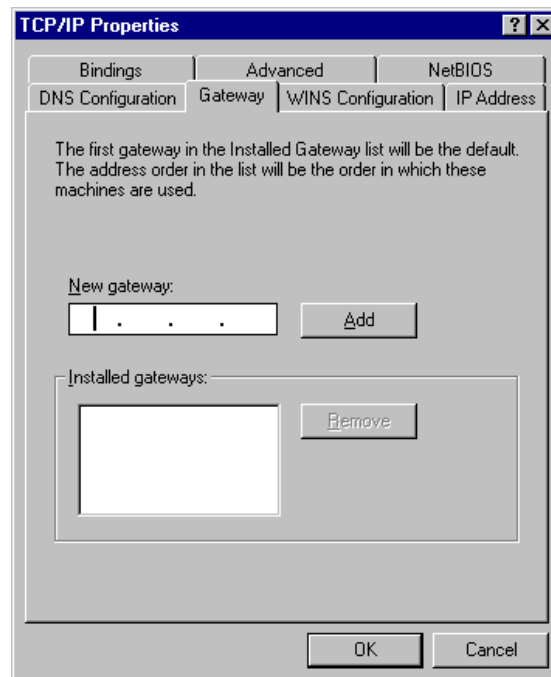 TCP/IP Properties
Bindings
Advanced
NetBIOS
DNS Configuration
Gateway
WINS Configuration
IP Address
The first gateway in the Installed Gateway list will be the default.
The address order in the list will be the order in which these
machines are used.
New gateway:
. . .
Add
Installed gateways:
Remove
OK
Cancel